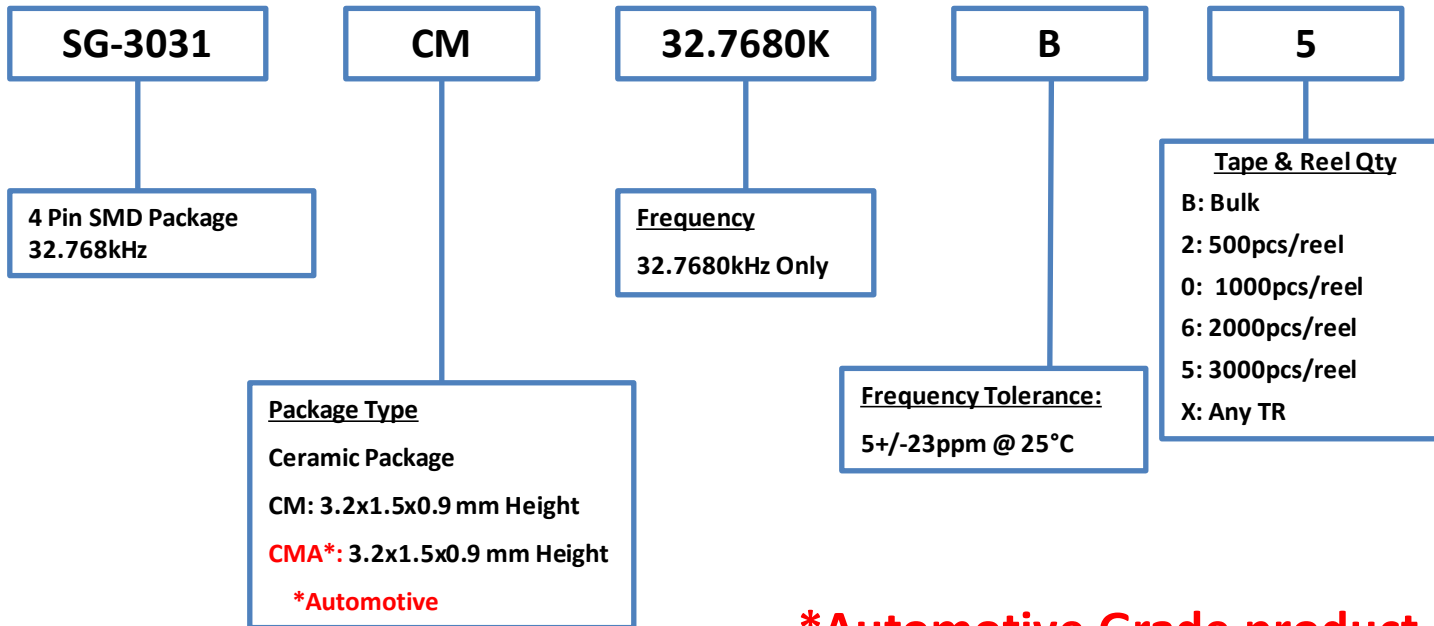 SG-3031
CM
32.7680K
B
5
4 Pin SMD Package
32.768kHz
Package Type
Ceramic Package
CM: 3.2x1.5x0.9 mm Height
CMA*: 3.2x1.5x0.9 mm Height
*Automotive
Frequency
32.7680kHz Only
Frequency Tolerance:
5+/-23ppm @ 25°C
Tape & Reel Qty
B: Bulk
2: 500pcs/reel
0: 1000pcs/reel
6: 2000pcs/reel
5: 3000pcs/reel
X: Any TR
*Automotive Grade product